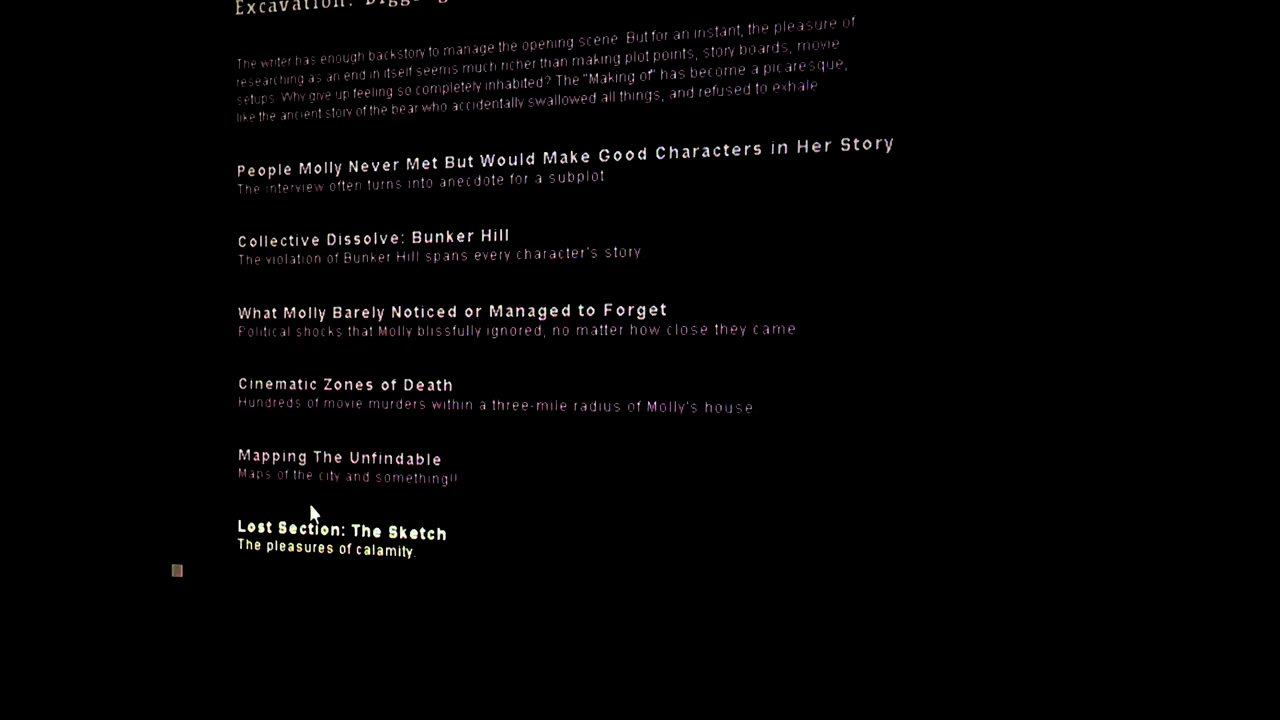 Excavation: Digg
The writer has enough backstory to manage the opening scene. But for an instant, the pleasure of
researching as an end in itself seems much richer than making plot points, story boards, movie
setups. Why give up feeling so completely inhabited? The "Making of" has become a picaresque,
like the ancient story of the bear who accidentally swallowed all things, and refused to exhale
People Molly Never Met But Would Make Good Characters in Her Story
The interview often turns into anecdote for a subplot
Collective Dissolve: Bunker Hill
The violation of Bunker Hill spans every character's story
What Molly Barely Noticed or Managed to Forget
Political shocks that Molly blissfully ignored, no matter how close they came
Cinematic Zones of Death
Hundreds of movie murders within a three-mile radius of Molly's house
Mapping The Unfindable
Maps of the city and something!!
Lost Section: The Sketch
The pleasures of calamity.